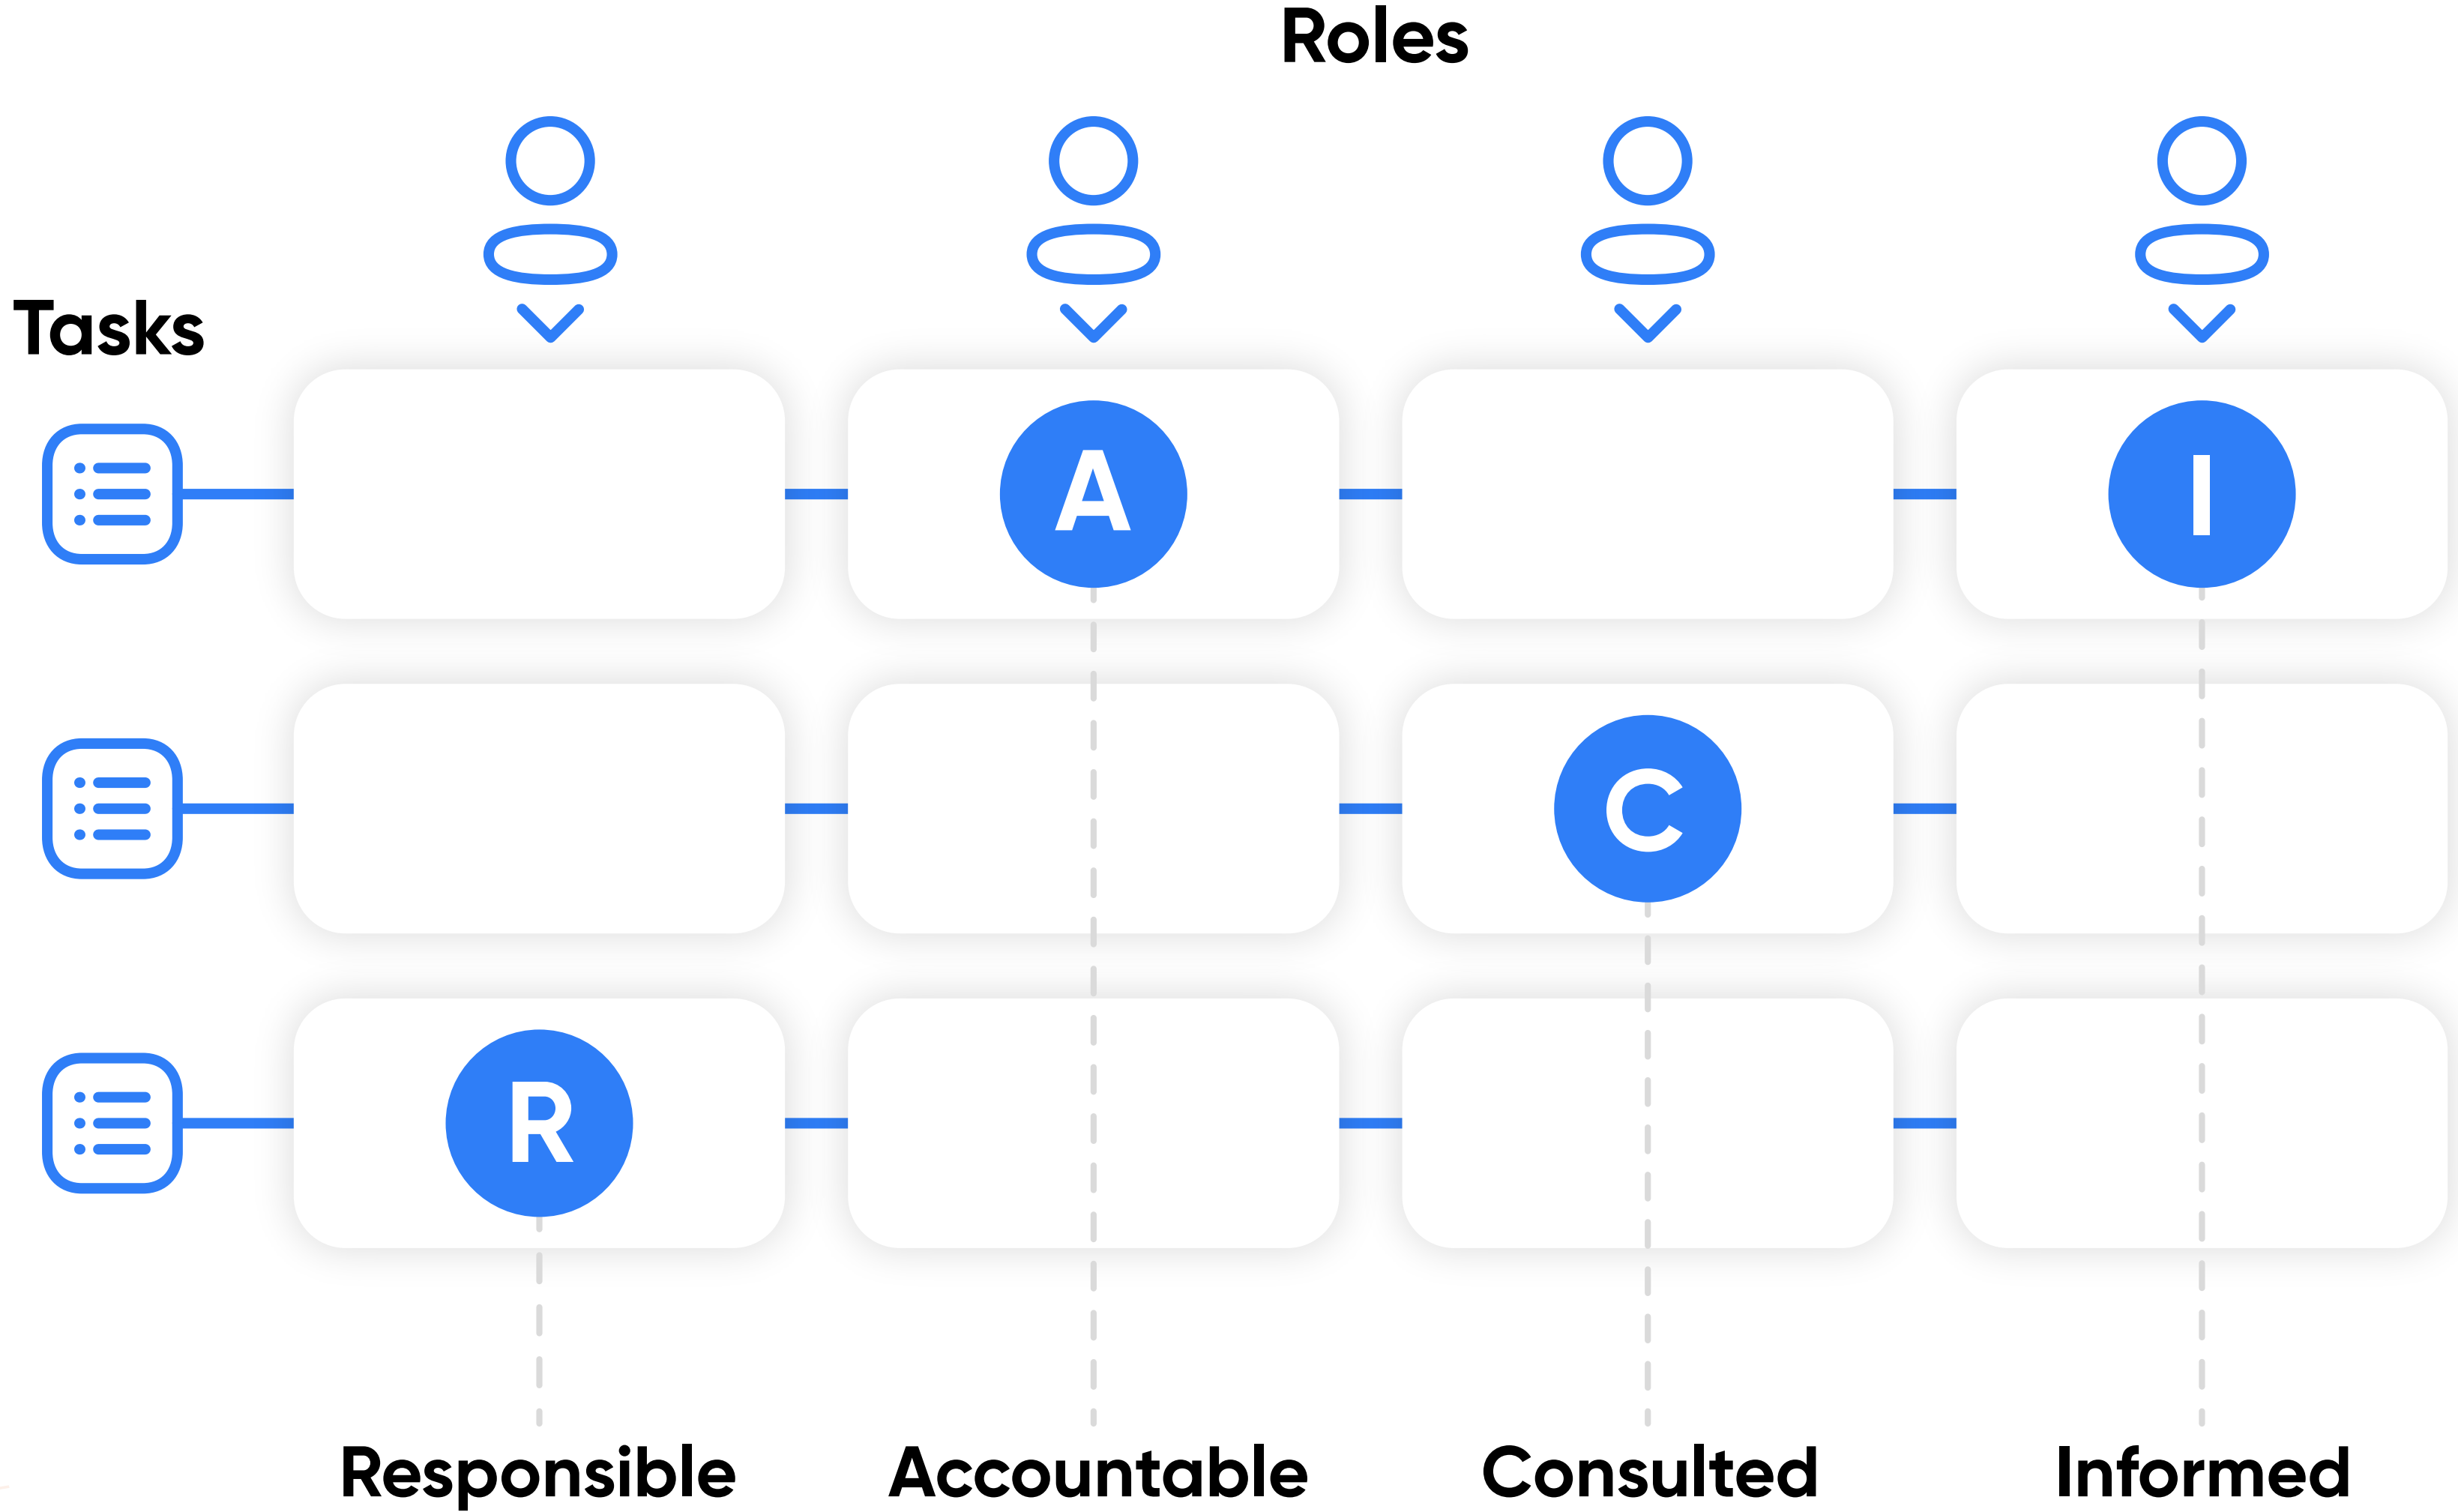 Roles
Tasks
A
I
C
R
Responsible
Accountable
Consulted
Informed